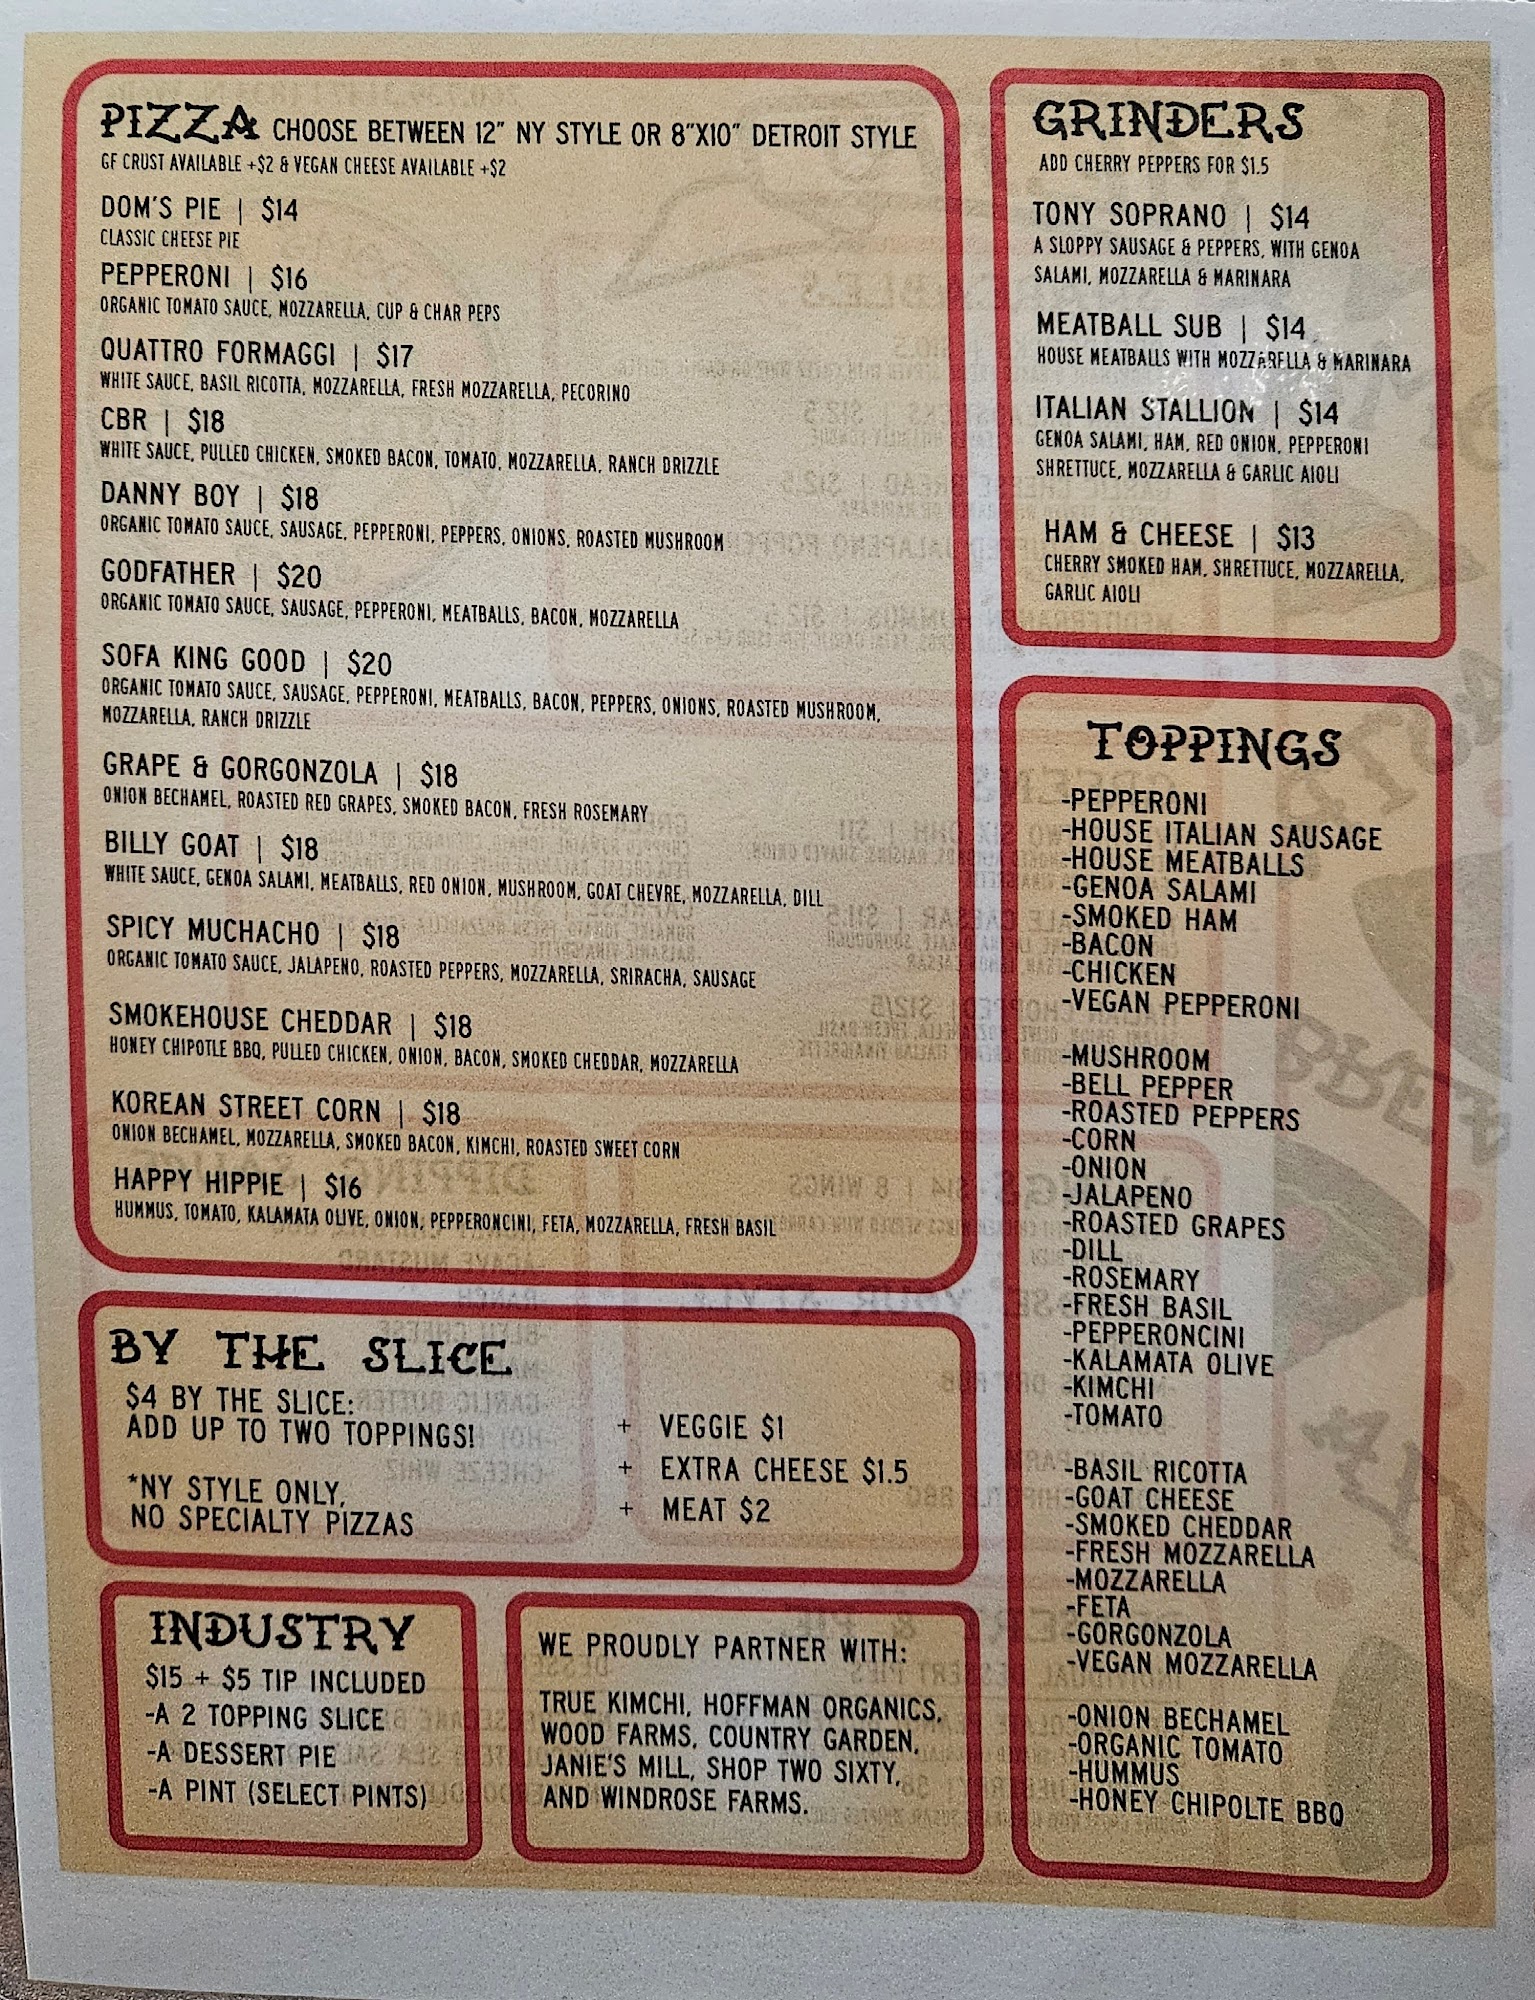 PIZZA CHOOSE BETWEEN 12" NY STYLE OR 8"X10" DETROIT STYLE
GF CRUST AVAILABLE +$2 & VEGAN CHEESE AVAILABLE +$2
DOM'S PIE | $14
CLASSIC CHEESE PIE
PEPPERONI | $16
ORGANIC TOMATO SAUCE, MOZZARELLA, CUP & CHAR PEPS
QUATTRO FORMAGGI | $17
WHITE SAUCE, BASIL RICOTTA, MOZZARELLA, FRESH MOZZARELLA, PECORINO
CBR | $18
WHITE SAUCE, PULLED CHICKEN, SMOKED BACON, TOMATO, MOZZARELLA, RANCH DRIZZLE
DANNY BOY | $18
ORGANIC TOMATO SAUCE, SAUSAGE, PEPPERONI, PEPPERS, ONIONS, ROASTED MUSHROOM
GODFATHER | $20
ORGANIC TOMATO SAUCE, SAUSAGE, PEPPERONI, MEATBALLS, BACON, MOZZARELLA
SOFA KING GOOD | $20
ORGANIC TOMATO SAUCE, SAUSAGE, PEPPERONI, MEATBALLS, BACON, PEPPERS, ONIONS, ROASTED MUSHROOM,
MOZZARELLA, RANCH DRIZZLE
GRAPE & GORGONZOLA | $18
ONION BECHAMEL, ROASTED RED GRAPES, SMOKED BACON, FRESH ROSEMARY
BILLY GOAT | $18
WHITE SAUCE, GENOA SALAMI, MEATBALLS, RED ONION, MUSHROOM, GOAT CHEVRE, MOZZARELLA, DILL
SPICY MUCHACHO | $18
ORGANIC TOMATO SAUCE, JALAPENO, ROASTED PEPPERS, MOZZARELLA, SRIRACHA, SAUSAGE
SMOKEHOUSE CHEDDAR | $18
HONEY CHIPOTLE BBQ, PULLED CHICKEN, ONION, BACON, SMOKED CHEDDAR, MOZZARELLA
KOREAN STREET CORN | $18
ONION BECHAMEL, MOZZARELLA, SMOKED BACON, KIMCHI, ROASTED SWEET CORN
HAPPY HIPPIE | $16
HUMMUS, TOMATO, KALAMATA OLIVE, ONION, PEPPERONCINI, FETA, MOZZARELLA, FRESH BASIL
BY THE SLICE
$4 BY THE SLICE:
ADD UP TO TWO TOPPINGS!
*NY STYLE ONLY,
NO SPECIALTY PIZZAS
+ VEGGIE $1
+ EXTRA CHEESE $1.5
+ MEAT $2
INDUSTRY
$15 + $5 TIP INCLUDED
-A 2 TOPPING SLICE
-A DESSERT PIE
-A PINT (SELECT PINTS)
WE PROUDLY PARTNER WITH:
TRUE KIMCHI, HOFFMAN ORGANICS,
WOOD FARMS, COUNTRY GARDEN,
JANIE'S MILL, SHOP TWO SIXTY,
AND WINDROSE FARMS.
GRINDERS
ADD CHERRY PEPPERS FOR $1.5
TONY SOPRANO | $14
A SLOPPY SAUSAGE & PEPPERS, WITH GENOA
SALAMI, MOZZARELLA & MARINARA
MEATBALL SUB | $14
HOUSE MEATBALLS WITH MOZZARELLA & MARINARA
ITALIAN STALLION | $14
GENOA SALAMI, HAM, RED ONION, PEPPERONI
SHRETTUCE, MOZZARELLA & GARLIC AIOLI
HAM & CHEESE | $13
CHERRY SMOKED HAM, SHRETTUCE, MOZZARELLA,
GARLIC AIOLI
TOPPINGS
-PEPPERONI
-HOUSE ITALIAN SAUSAGE
-HOUSE MEATBALLS
-GENOA SALAMI
-SMOKED HAM
-BACON
-CHICKEN
-VEGAN PEPPERONI
-MUSHROOM
-BELL PEPPER
-ROASTED PEPPERS
-CORN
-ONION
-JALAPENO
-ROASTED GRAPES
-DILL
-ROSEMARY
-FRESH BASIL
-PEPPERONCINI
-KALAMATA OLIVE
-KIMCHI
-TOMATO
-BASIL RICOTTA
-GOAT CHEESE
-SMOKED CHEDDAR
-FRESH MOZZARELLA
-MOZZARELLA
-FETA
-GORGONZOLA
-VEGAN MOZZARELLA
-ONION BECHAMEL
-ORGANIC TOMATO
-HUMMUS
-HONEY CHIPOLTE BBQ